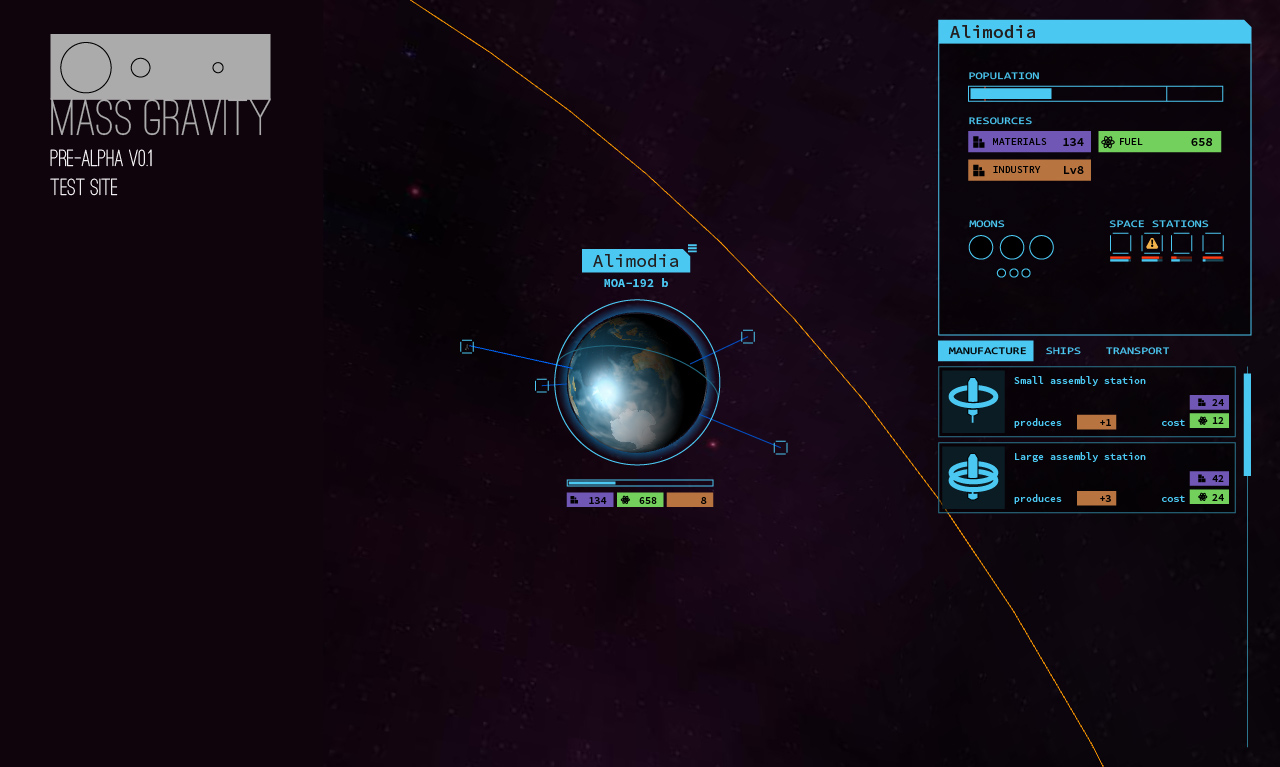 MASS GRAVITY
PRE-ALPHA V0.1
TEST SITE
Alimodia
MOA-192 b
134 658 8
Alimodia
POPULATION
RESOURCES
MATERIALS 134 FUEL 658
INDUSTRY Lv8
MOONS SPACE STATIONS
MANUFACTURE SHIPS TRANSPORT
Small assembly station
24
produces +1 cost 12
Large assembly station
42
produces +3 cost 24